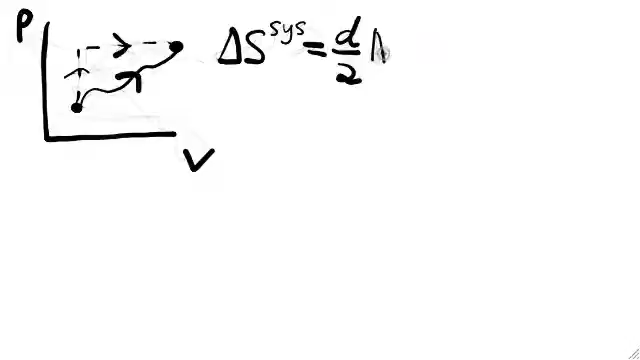 P
ΔS^sys = d/2
V